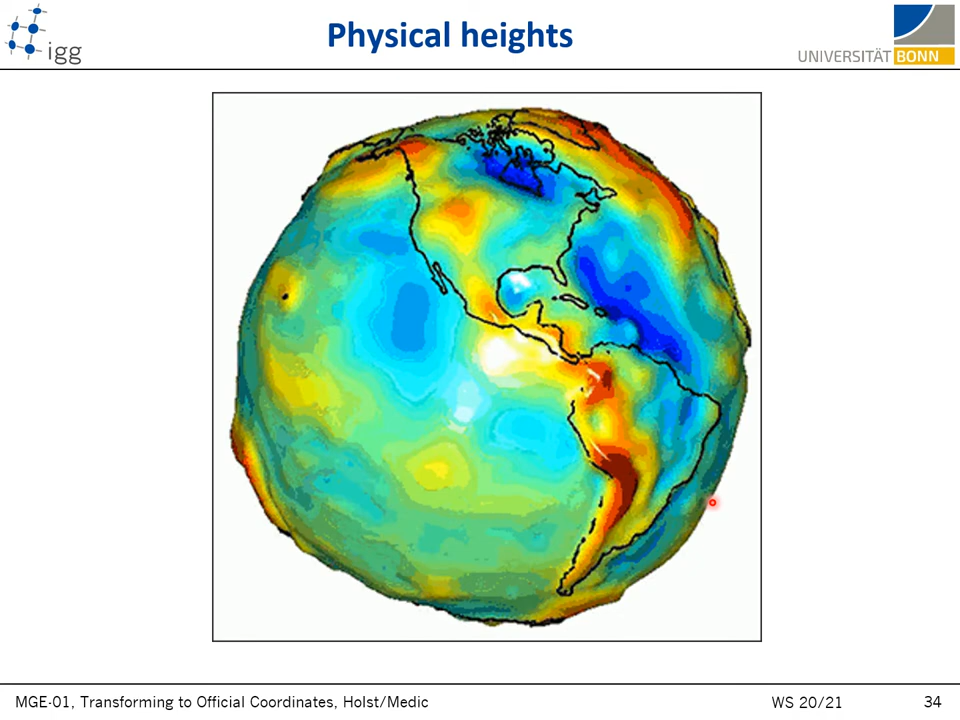 igg
Physical heights
UNIVERSITÄT BONN
MGE-01, Transforming to Official Coordinates, Holst/Medic
WS 20/21
34